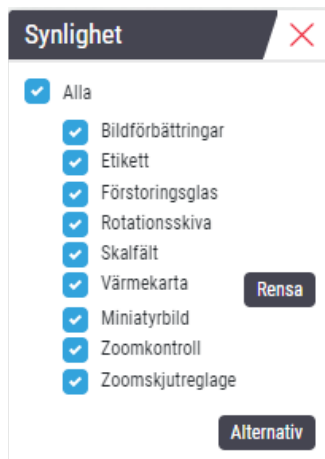 Synlighet
Alla
Bildförbättringar
Etikett
Förstoringsglas
Rotationsskiva
Skalfält
Värmekarta
Rensa
Miniatyrbild
Zoomkontroll
Zoomskjutreglage
Alternativ